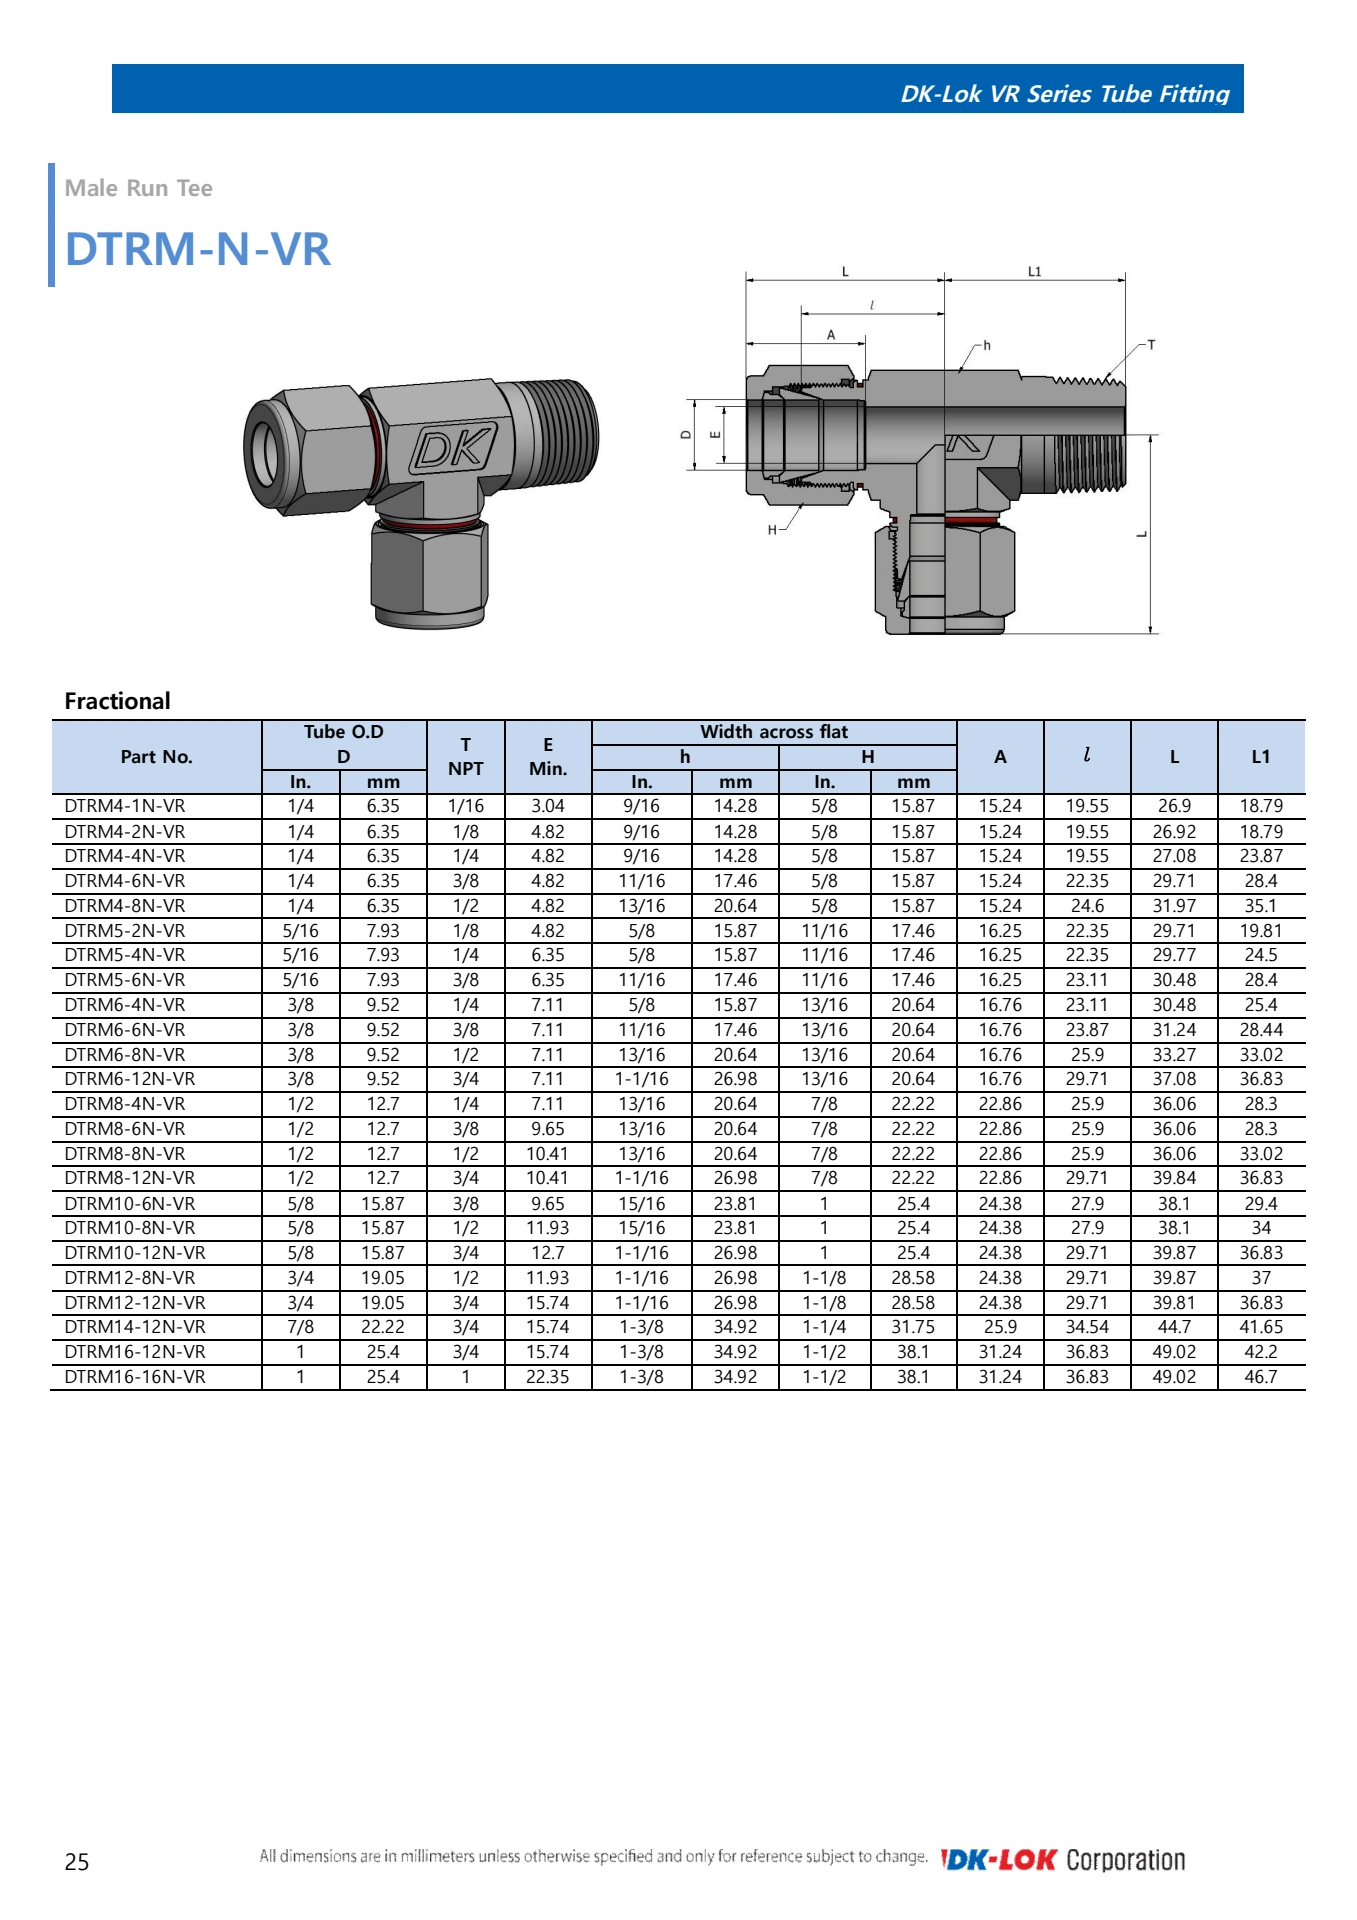 DK-Lok VR Series Tube Fitting
Male Run Tee
DTRM-N-VR
L L1
l
A
h T
D E
DK
K
H
L
Fractional
Part No. Tube O.D D T NPT E Min. Width across flat A l L L1
h H
In. mm In. mm In. mm
DTRM4-1N-VR 1/4 6.35 1/16 3.04 9/16 14.28 5/8 15.87 15.24 19.55 26.9 18.79
DTRM4-2N-VR 1/4 6.35 1/8 4.82 9/16 14.28 5/8 15.87 15.24 19.55 26.92 18.79
DTRM4-4N-VR 1/4 6.35 1/4 4.82 9/16 14.28 5/8 15.87 15.24 19.55 27.08 23.87
DTRM4-6N-VR 1/4 6.35 3/8 4.82 11/16 17.46 5/8 15.87 15.24 22.35 29.71 28.4
DTRM4-8N-VR 1/4 6.35 1/2 4.82 13/16 20.64 5/8 15.87 15.24 24.6 31.97 35.1
DTRM5-2N-VR 5/16 7.93 1/8 4.82 5/8 15.87 11/16 17.46 16.25 22.35 29.71 19.81
DTRM5-4N-VR 5/16 7.93 1/4 6.35 5/8 15.87 11/16 17.46 16.25 22.35 29.77 24.5
DTRM5-6N-VR 5/16 7.93 3/8 6.35 11/16 17.46 11/16 17.46 16.25 23.11 30.48 28.4
DTRM6-4N-VR 3/8 9.52 1/4 7.11 5/8 15.87 13/16 20.64 16.76 23.11 30.48 25.4
DTRM6-6N-VR 3/8 9.52 3/8 7.11 11/16 17.46 13/16 20.64 16.76 23.87 31.24 28.44
DTRM6-8N-VR 3/8 9.52 1/2 7.11 13/16 20.64 13/16 20.64 16.76 25.9 33.27 33.02
DTRM6-12N-VR 3/8 9.52 3/4 7.11 1-1/16 26.98 13/16 20.64 16.76 29.71 37.08 36.83
DTRM8-4N-VR 1/2 12.7 1/4 7.11 13/16 20.64 7/8 22.22 22.86 25.9 36.06 28.3
DTRM8-6N-VR 1/2 12.7 3/8 9.65 13/16 20.64 7/8 22.22 22.86 25.9 36.06 28.3
DTRM8-8N-VR 1/2 12.7 1/2 10.41 13/16 20.64 7/8 22.22 22.86 25.9 36.06 33.02
DTRM8-12N-VR 1/2 12.7 3/4 10.41 1-1/16 26.98 7/8 22.22 22.86 29.71 39.84 36.83
DTRM10-6N-VR 5/8 15.87 3/8 9.65 15/16 23.81 1 25.4 24.38 27.9 38.1 29.4
DTRM10-8N-VR 5/8 15.87 1/2 11.93 15/16 23.81 1 25.4 24.38 27.9 38.1 34
DTRM10-12N-VR 5/8 15.87 3/4 12.7 1-1/16 26.98 1 25.4 24.38 29.71 39.87 36.83
DTRM12-8N-VR 3/4 19.05 1/2 11.93 1-1/16 26.98 1-1/8 28.58 24.38 29.71 39.87 37
DTRM12-12N-VR 3/4 19.05 3/4 15.74 1-1/16 26.98 1-1/8 28.58 24.38 29.71 39.81 36.83
DTRM14-12N-VR 7/8 22.22 3/4 15.74 1-3/8 34.92 1-1/4 31.75 25.9 34.54 44.7 41.65
DTRM16-12N-VR 1 25.4 3/4 15.74 1-3/8 34.92 1-1/2 38.1 31.24 36.83 49.02 42.2
DTRM16-16N-VR 1 25.4 1 22.35 1-3/8 34.92 1-1/2 38.1 31.24 36.83 49.02 46.7
25 All dimensions are in millimeters unless otherwise specified and only for reference subject to change. DK-LOK Corporation